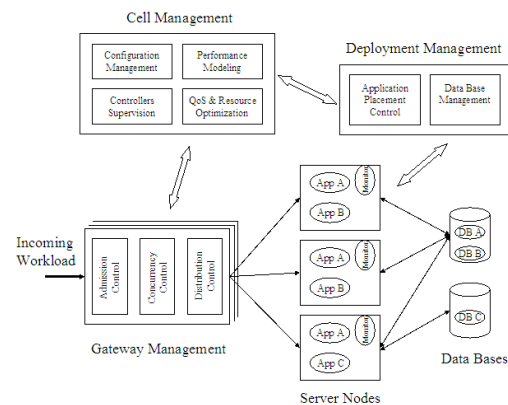 Cell Management
Configuration
Management
Performance
Modeling
Controllers
Supervision
QoS & Resource
Optimization
Deployment Management
Application
Placement
Control
Data Base
Management
Incoming
Workload
Admission
Control
Concurrency
Control
Distribution
Control
Gateway Management
App A
Monitor
App B
App A
Monitor
App B
App A
Monitor
App C
Server Nodes
DB A
DB B
DB C
Data Bases